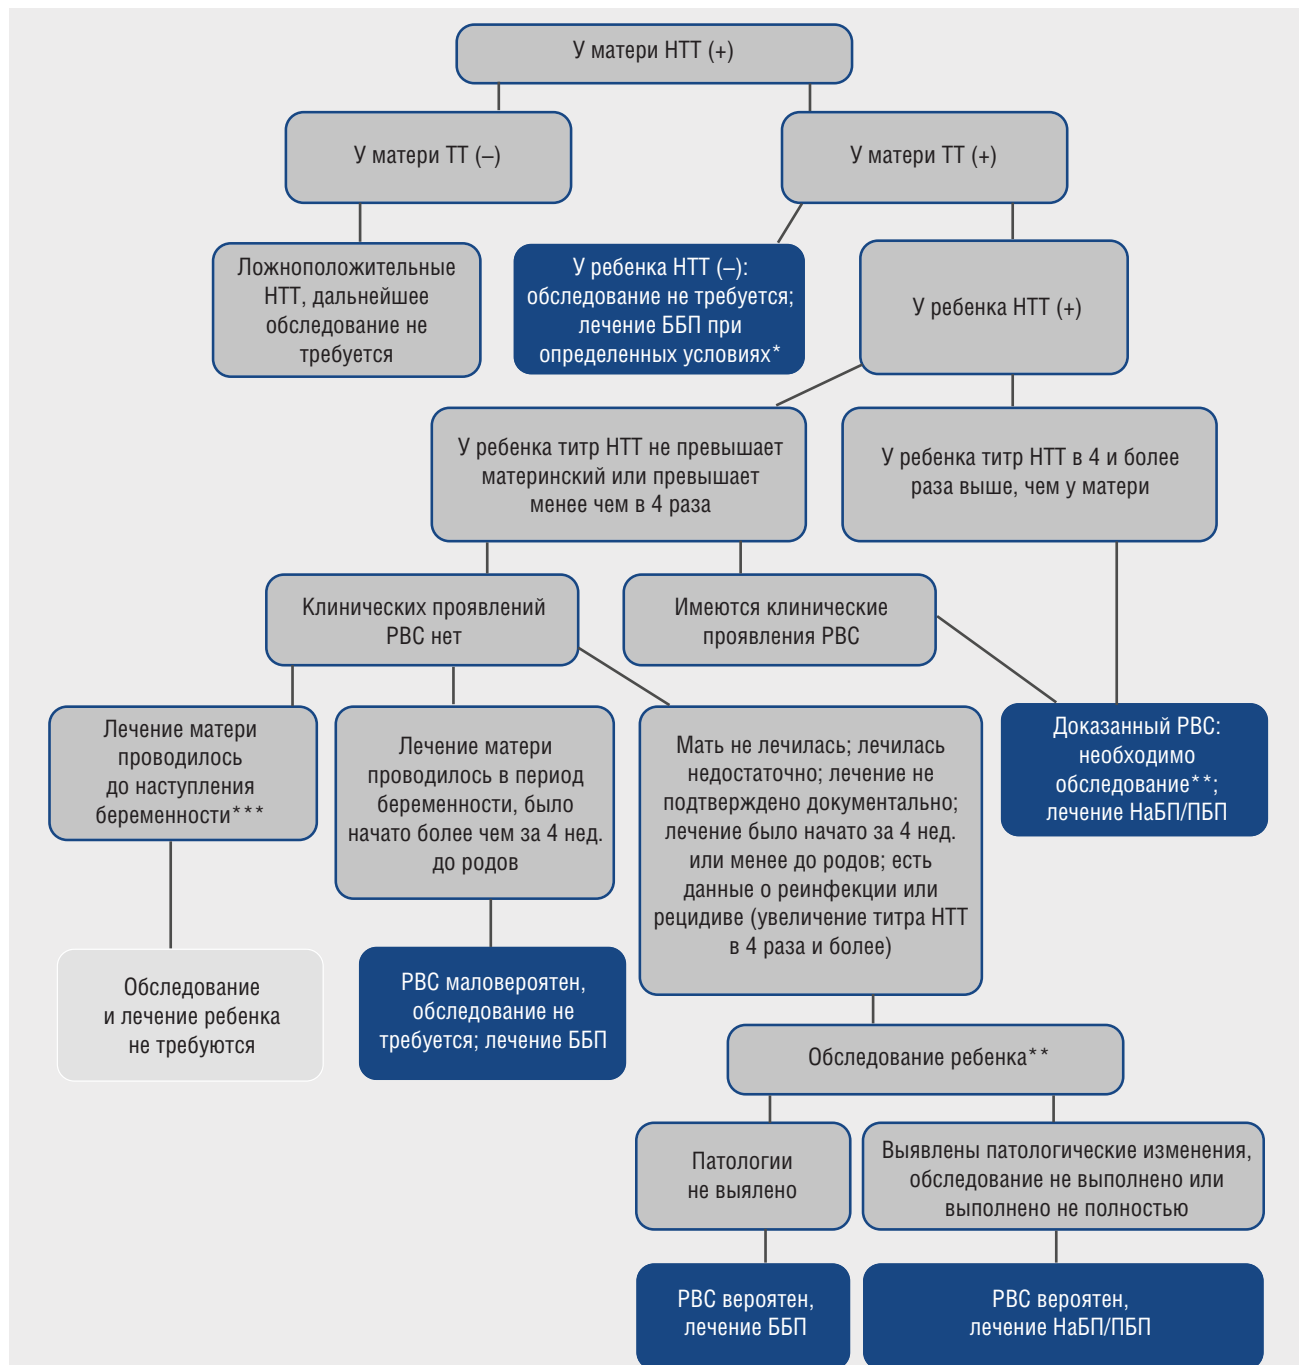 У матери НТТ (+)
У матери ТТ (–)
У матери ТТ (+)
Ложноположительные
НТТ, дальнейшее
обследование не
требуется
У ребенка НТТ (–):
обследование не требуется;
лечение ББП при
определенных условиях*
У ребенка НТТ (+)
У ребенка титр НТТ не превышает
материнский или превышает
менее чем в 4 раза
У ребенка титр НТТ в 4 и более
раза выше, чем у матери
Клинических проявлений
РВС нет
Имеются клинические
проявления РВС
Лечение матери
проводилось
до наступления
беременности***
Лечение матери
проводилось в период
беременности, было
начато более чем за 4 нед.
до родов
Мать не лечилась; лечилась
недостаточно; лечение не
подтверждено документально;
лечение было начато за 4 нед.
или менее до родов; есть
данные о реинфекции или
рецидиве (увеличение титра НТТ
в 4 раза и более)
Доказанный РВС:
необходимо
обследование**;
лечение НаБП/ПБП
Обследование
и лечение ребенка
не требуются
РВС маловероятен,
обследование не
требуется; лечение ББП
Обследование ребенка**
Патологии
не выялено
Выявлены патологические изменения,
обследование не выполнено или
выполнено не полностью
РВС вероятен,
лечение ББП
РВС вероятен,
лечение НаБП/ПБП